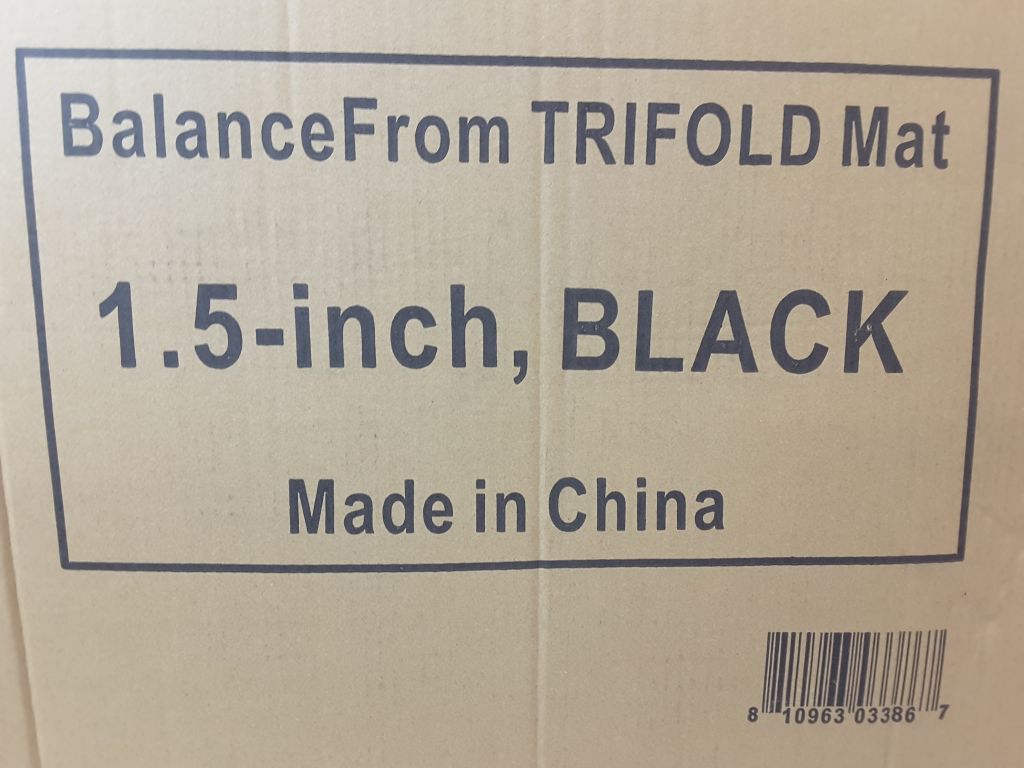 BalanceFrom TRIFOLD Mat
1.5-inch, BLACK
Made in China
8 10963 03386 7